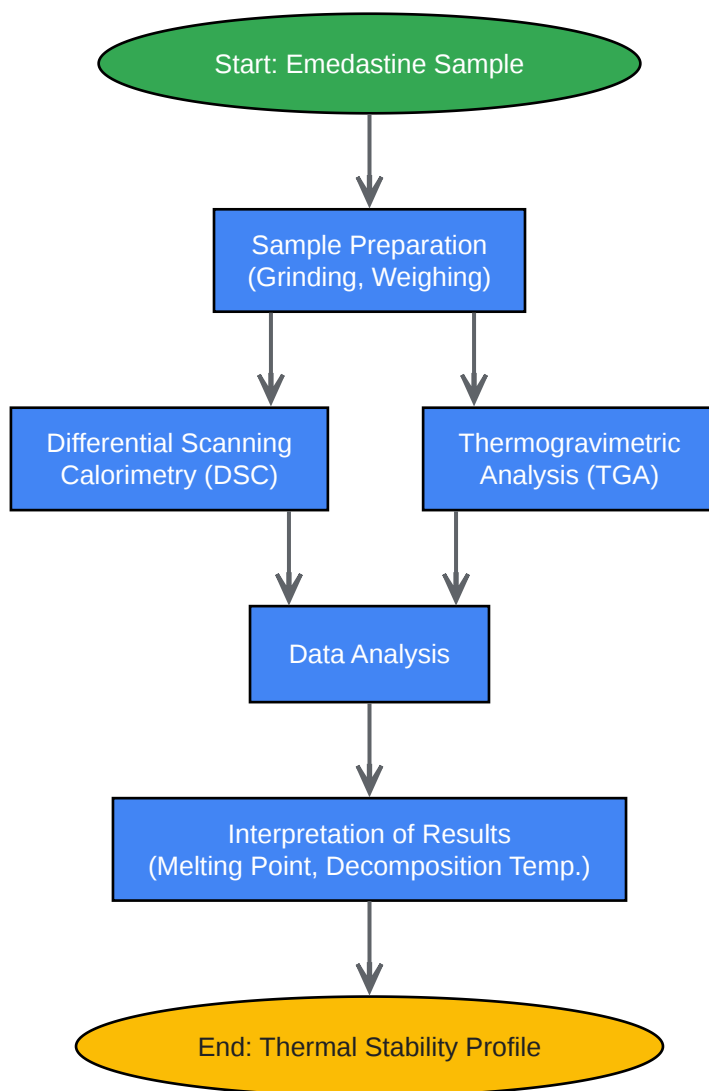 Start: Emedastine Sample
Sample Preparation
(Grinding, Weighing)
Differential Scanning
Calorimetry (DSC)
Thermogravimetric
Analysis (TGA)
Data Analysis
Interpretation of Results
(Melting Point, Decomposition Temp.)
End: Thermal Stability Profile